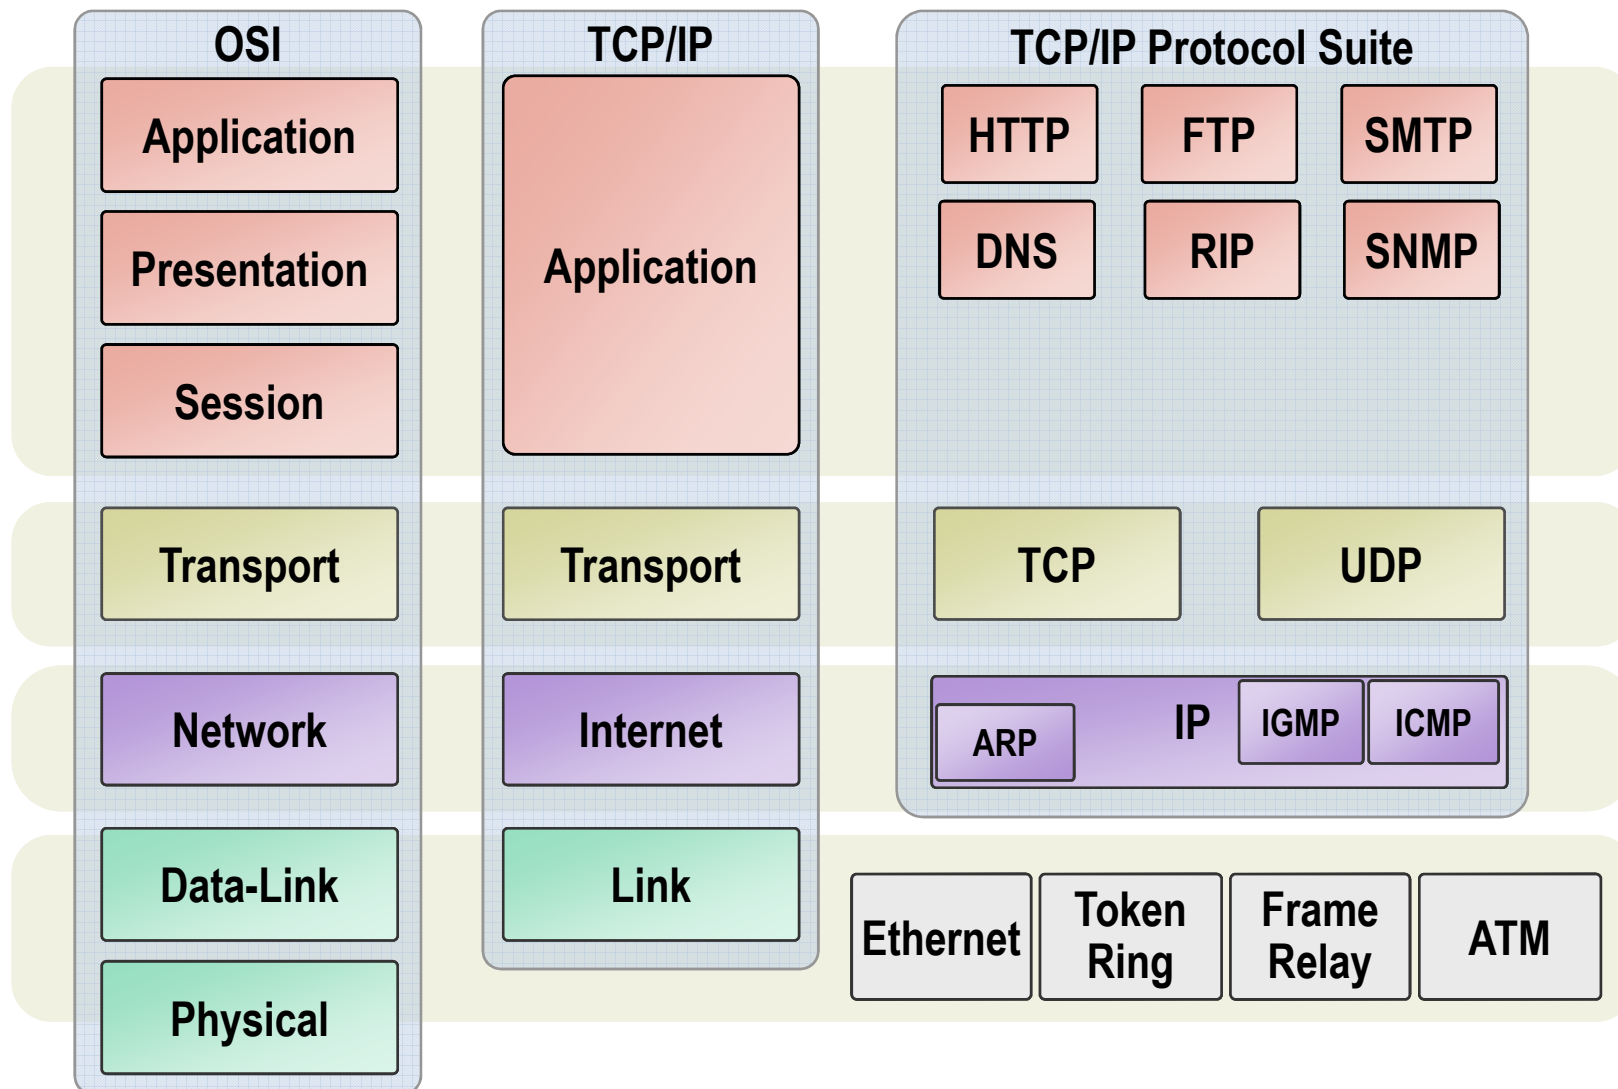 OSI
Application
Presentation
Session
Transport
Network
Data-Link
Physical
TCP/IP
Application
Transport
Internet
Link
TCP/IP Protocol Suite
HTTP
FTP
SMTP
DNS
RIP
SNMP
TCP
UDP
ARP
IP
IGMP
ICMP
Ethernet
Token
Ring
Frame
Relay
ATM